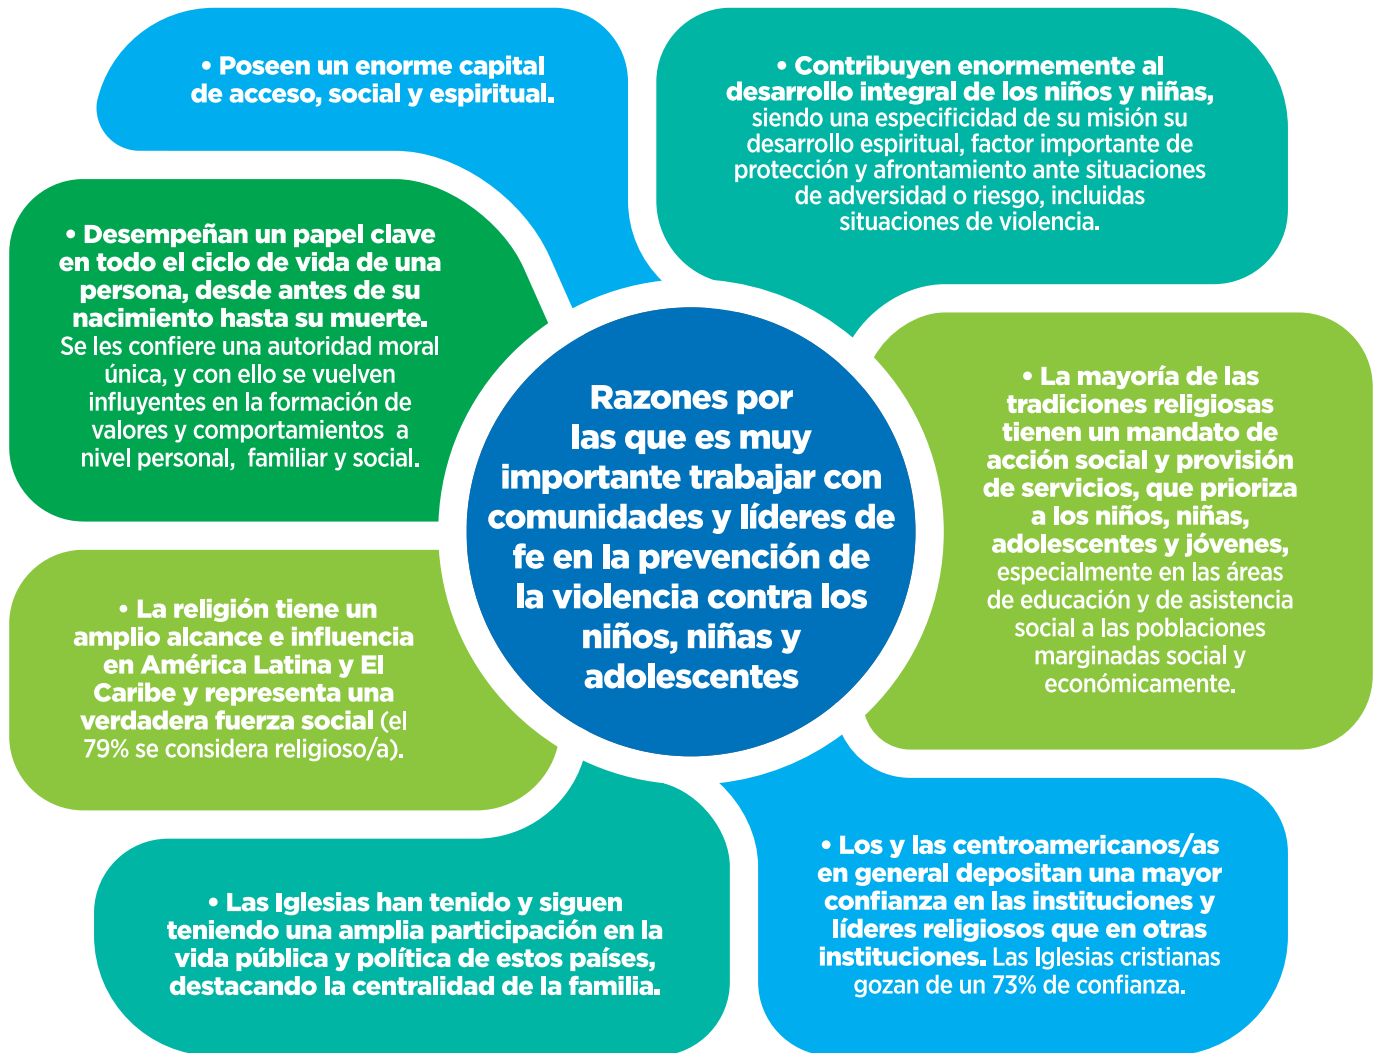 • Poseen un enorme capital
de acceso, social y espiritual.
• Contribuyen enormemente al
desarrollo integral de los niños y niñas,
siendo una especificidad de su misión su
desarrollo espiritual, factor importante de
protección y afrontamiento ante situaciones
de adversidad o riesgo, incluidas
situaciones de violencia.
• Desempeñan un papel clave
en todo el ciclo de vida de una
persona, desde antes de su
nacimiento hasta su muerte.
Se les confiere una autoridad moral
única, y con ello se vuelven
influyentes en la formación de
valores y comportamientos a
nivel personal, familiar y social.
Razones por
las que es muy
importante trabajar con
comunidades y líderes de
fe en la prevención de
la violencia contra los
niños, niñas y
adolescentes
• La mayoría de las
tradiciones religiosas
tienen un mandato de
acción social y provisión
de servicios, que prioriza
a los niños, niñas,
adolescentes y jóvenes,
especialmente en las áreas
de educación y de asistencia
social a las poblaciones
marginadas social y
económicamente.
• La religión tiene un
amplio alcance e influencia
en América Latina y El
Caribe y representa una
verdadera fuerza social (el
79% se considera religioso/a).
• Las Iglesias han tenido y siguen
teniendo una amplia participación en la
vida pública y política de estos países,
destacando la centralidad de la familia.
• Los y las centroamericanos/as
en general depositan una mayor
confianza en las instituciones y
líderes religiosos que en otras
instituciones. Las Iglesias cristianas
gozan de un 73% de confianza.